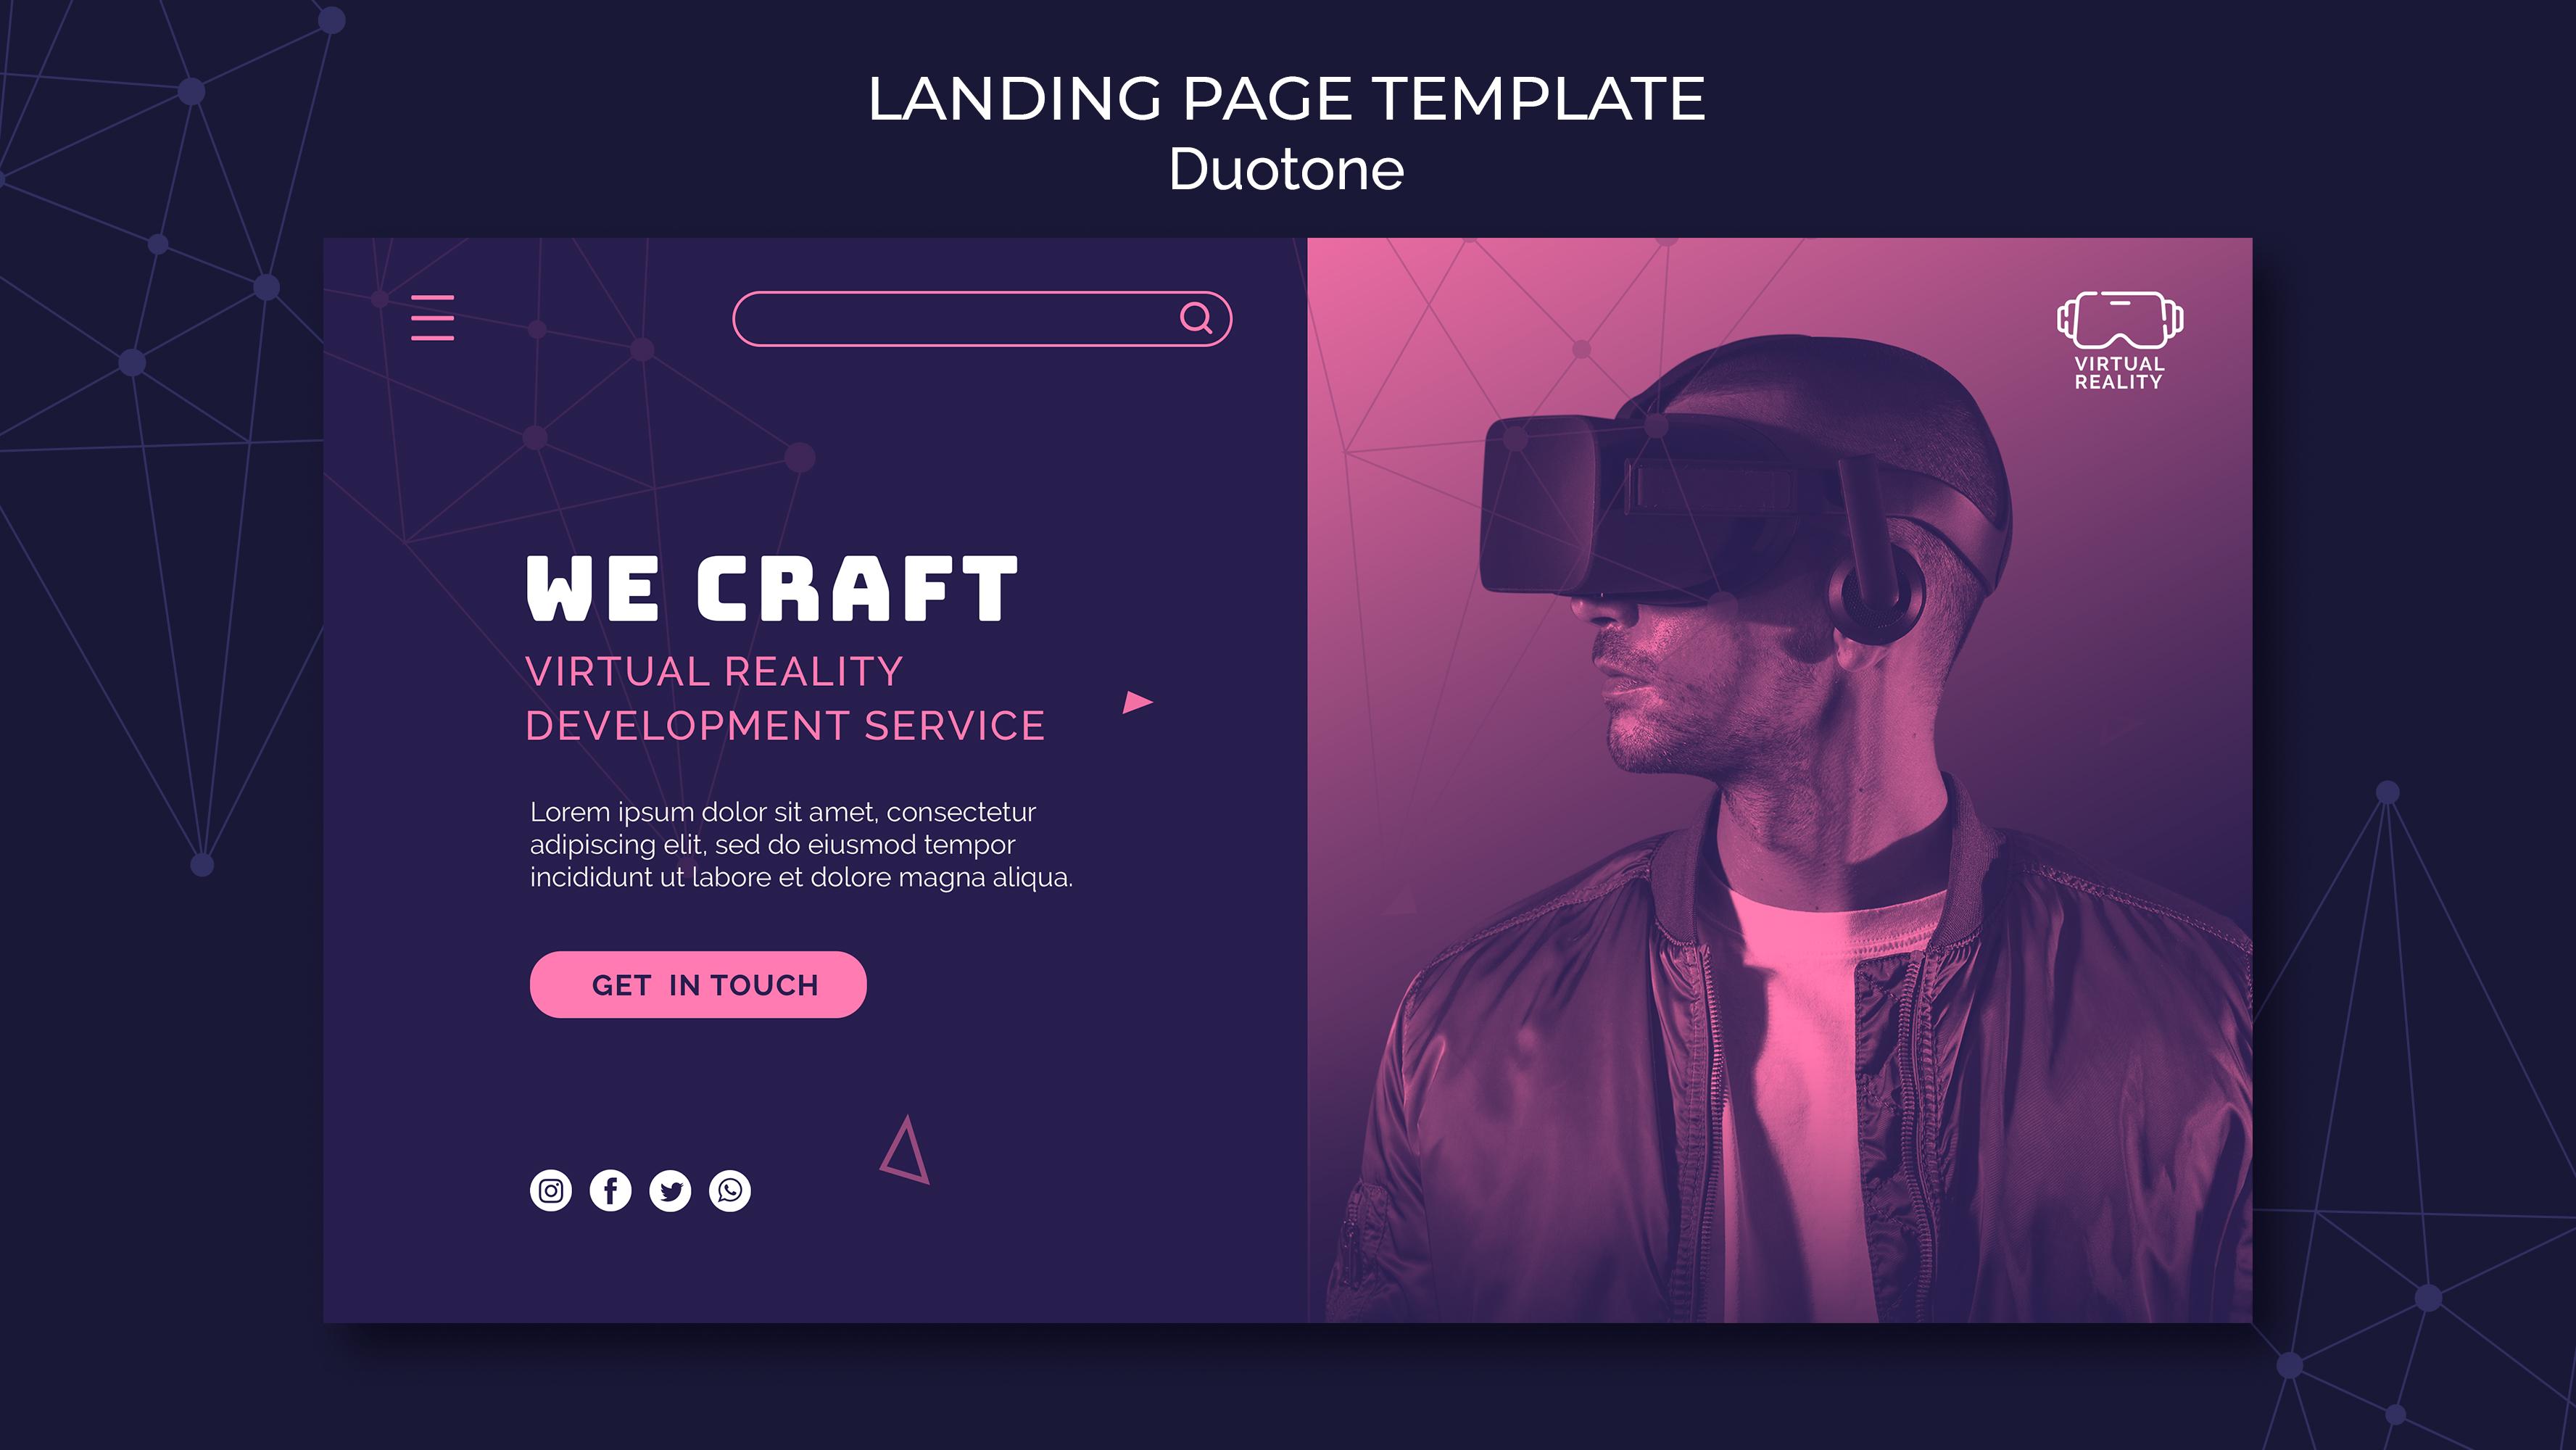 LANDING PAGE TEMPLATE
Duotone
VIRTUAL
REALITY
WE CRAFT
VIRTUAL REALITY
DEVELOPMENT SERVICE
Lorem ipsum dolor sit amet, consectetur
adipiscing elit, sed do eiusmod tempor
incididunt ut labore et dolore magna aliqua.
GET IN TOUCH